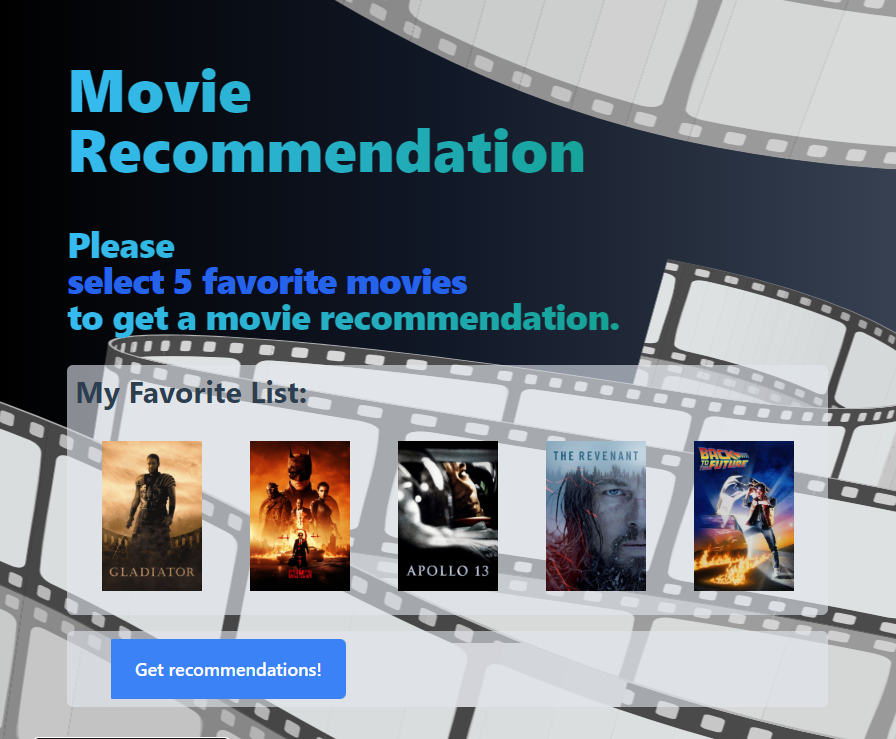 Movie
Recommendation
Please
select 5 favorite movies
to get a movie recommendation.
My Favorite List:
GLADIATOR
APOLLO 13
THE REVENANT
BACK TO THE FUTURE
Get recommendations!